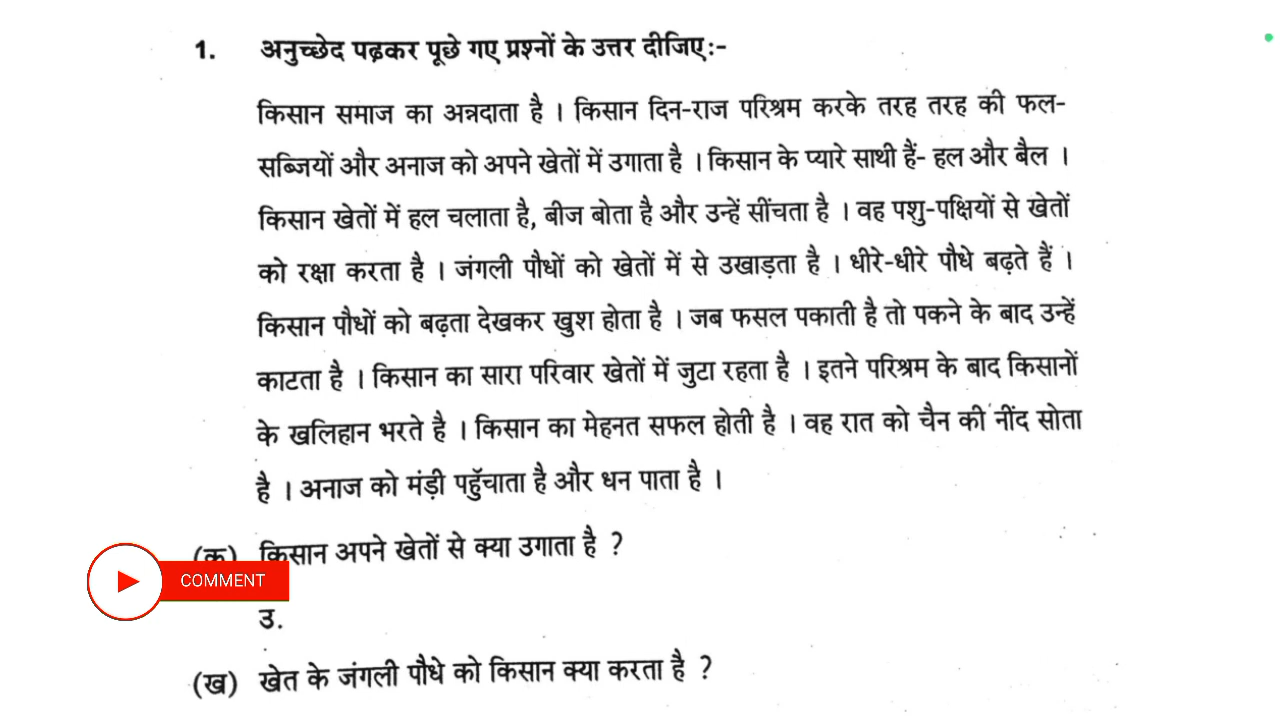 1. अनुच्छेद पढ़कर पूछे गए प्रश्नों के उत्तर दीजिए:-
किसान समाज का अन्नदाता है । किसान दिन-राज परिश्रम करके तरह तरह की फल-
सब्जियों और अनाज को अपने खेतों में उगाता है । किसान के प्यारे साथी हैं- हल और बैल ।
किसान खेतों में हल चलाता है, बीज बोता है और उन्हें सींचता है । वह पशु-पक्षियों से खेतों
को रक्षा करता है । जंगली पौधों को खेतों में से उखाड़ता है । धीरे-धीरे पौधे बढ़ते हैं ।
किसान पौधों को बढ़ता देखकर खुश होता है । जब फसल पकाती है तो पकने के बाद उन्हें
काटता है । किसान का सारा परिवार खेतों में जुटा रहता है । इतने परिश्रम के बाद किसानों
के खलिहान भरते है । किसान का मेहनत सफल होती है । वह रात को चैन की नींद सोता
है । अनाज को मंड़ी पहुॅचाता है और धन पाता है ।
(क) किसान अपने खेतों से क्या उगाता है ?
COMMENT
उ.
(ख) खेत के जंगली पौधे को किसान क्या करता है ?